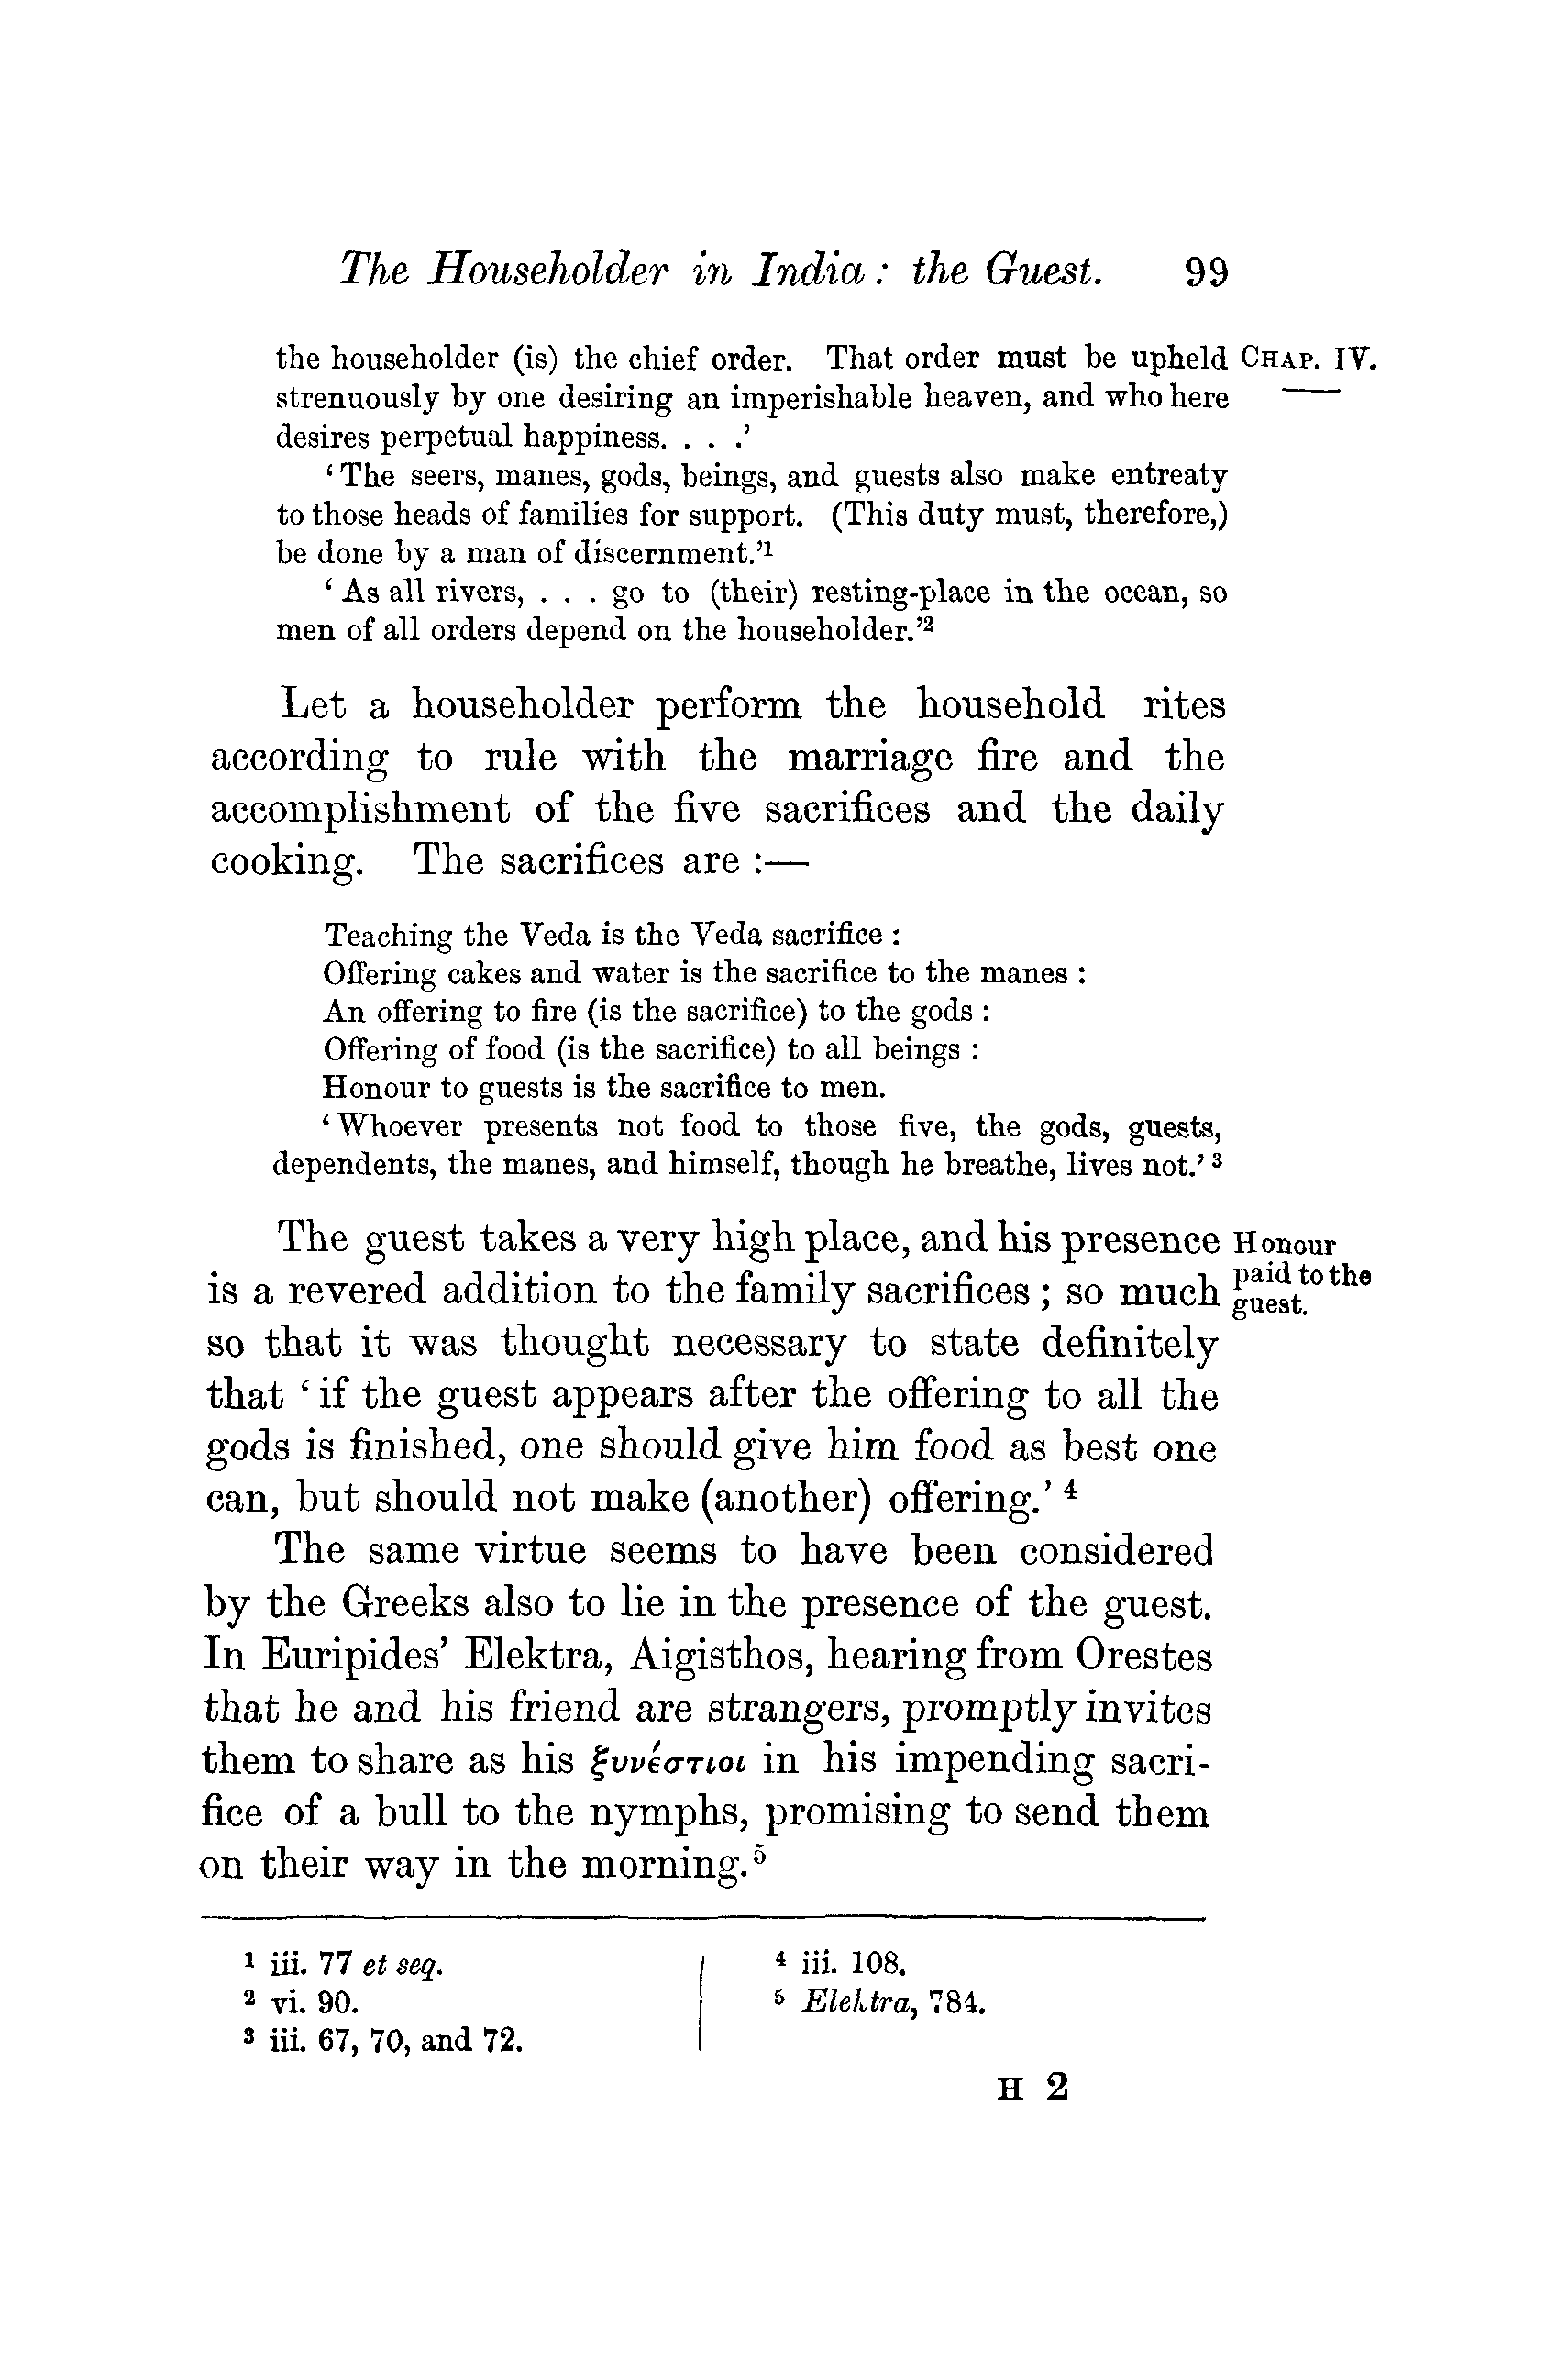 The Householder in India : the Guest. 99
the householder (is) the chief order. That order must be upheld CHAP. IV.
strenuously by one desiring an imperishable heaven, and who here
desires perpetual happiness. . . .’
‘The seers, manes, gods, beings, and guests also make entreaty
to those heads of families for support. (This duty must, therefore,)
be done by a man of discernment.’¹
‘As all rivers, . . . go to (their) resting-place in the ocean, so
men of all orders depend on the householder.’²
Let a householder perform the household rites
according to rule with the marriage fire and the
accomplishment of the five sacrifices and the daily
cooking. The sacrifices are :—
Teaching the Veda is the Veda sacrifice :
Offering cakes and water is the sacrifice to the manes :
An offering to fire (is the sacrifice) to the gods :
Offering of food (is the sacrifice) to all beings :
Honour to guests is the sacrifice to men.
‘Whoever presents not food to those five, the gods, guests,
dependents, the manes, and himself, though he breathe, lives not.’ ³
The guest takes a very high place, and his presence Honour
is a revered addition to the family sacrifices ; so much paid to the
guest.
so that it was thought necessary to state definitely
that ‘if the guest appears after the offering to all the
gods is finished, one should give him food as best one
can, but should not make (another) offering.’ ⁴
The same virtue seems to have been considered
by the Greeks also to lie in the presence of the guest.
In Euripides’ Elektra, Aigisthos, hearing from Orestes
that he and his friend are strangers, promptly invites
them to share as his ξυνέστιοι in his impending sacri-
fice of a bull to the nymphs, promising to send them
on their way in the morning.⁵
¹ iii. 77 et seq.
² vi. 90.
³ iii. 67, 70, and 72.
⁴ iii. 108.
⁵ Elektra, 784.
H 2